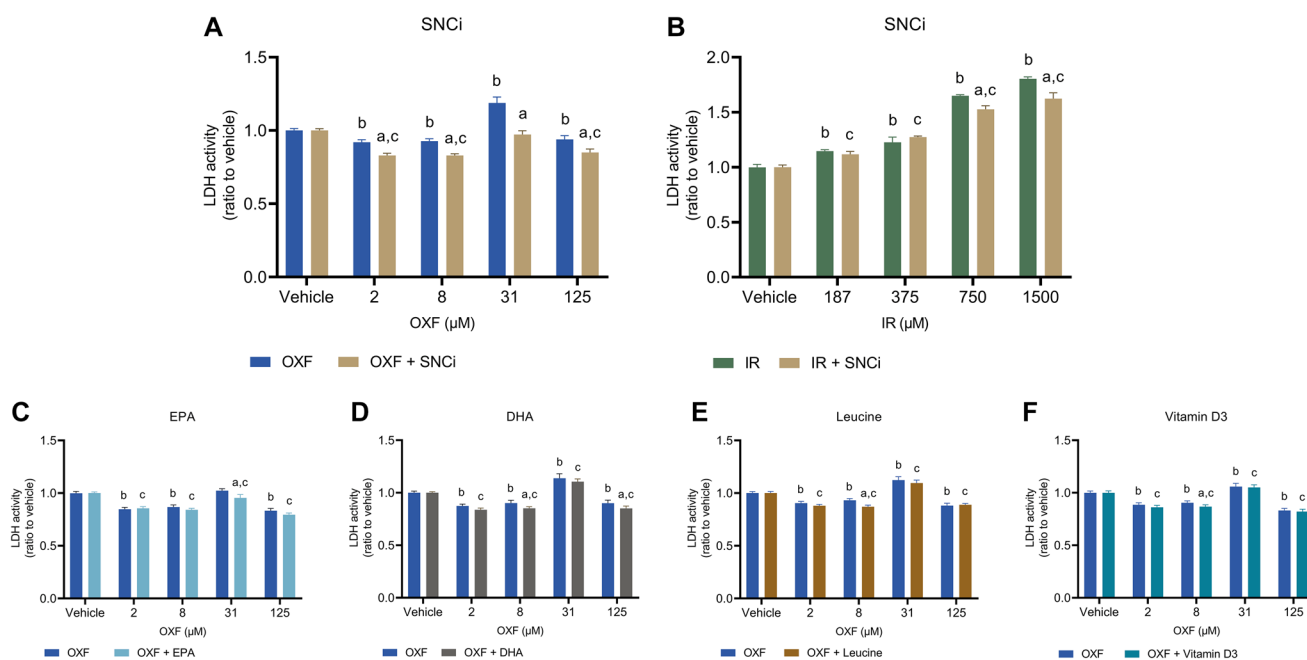 A
SNCi
LDH activity
(ratio to vehicle)
1.5
1.0
0.5
0.0
b
a,c
b
a,c
b
a
b
a,c
Vehicle
2
8
31
125
OXF (µM)
OXF
OXF + SNCi
B
SNCi
LDH activity
(ratio to vehicle)
2.0
1.5
1.0
0.5
0.0
b
c
b
c
b
a,c
b
a,c
Vehicle
187
375
750
1500
IR (µM)
IR
IR + SNCi
C
EPA
LDH activity
(ratio to vehicle)
1.5
1.0
0.5
0.0
b
c
b
c
a,c
b
c
Vehicle
2
8
31
125
OXF (µM)
OXF
OXF + EPA
D
DHA
LDH activity
(ratio to vehicle)
1.5
1.0
0.5
0.0
b
c
b
a,c
b
c
b
a,c
Vehicle
2
8
31
125
OXF (µM)
OXF
OXF + DHA
E
Leucine
LDH activity
(ratio to vehicle)
1.5
1.0
0.5
0.0
b
c
b
a,c
b
c
b
c
Vehicle
2
8
31
125
OXF (µM)
OXF
OXF + Leucine
F
Vitamin D3
LDH activity
(ratio to vehicle)
1.5
1.0
0.5
0.0
b
c
b
a,c
b
c
b
c
Vehicle
2
8
31
125
OXF (µM)
OXF
OXF + Vitamin D3